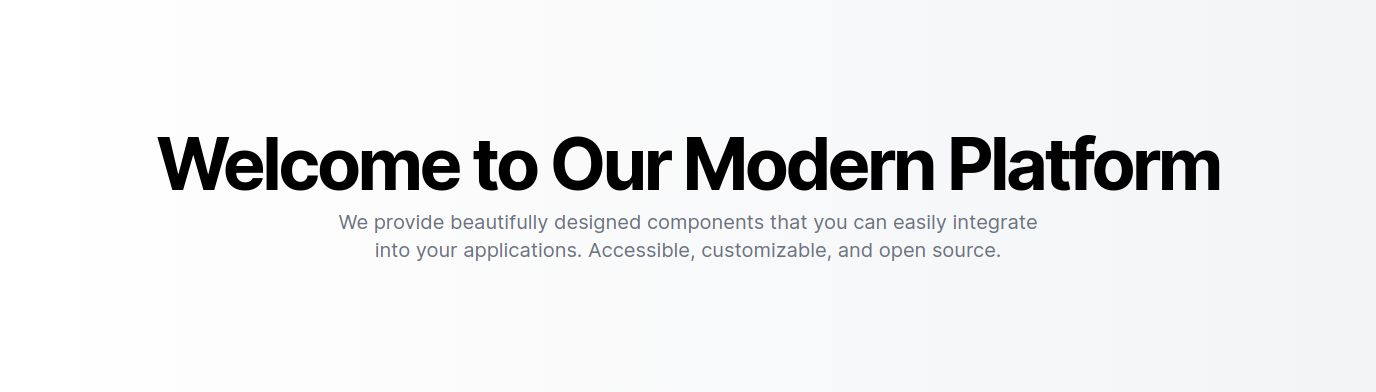 Welcome to Our Modern Platform
We provide beautifully designed components that you can easily integrate
into your applications. Accessible, customizable, and open source.